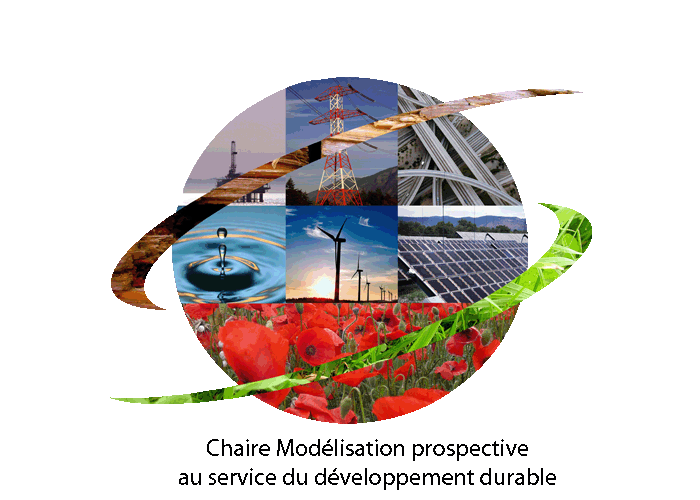 Chaire Modélisation prospective
au service du développement durable